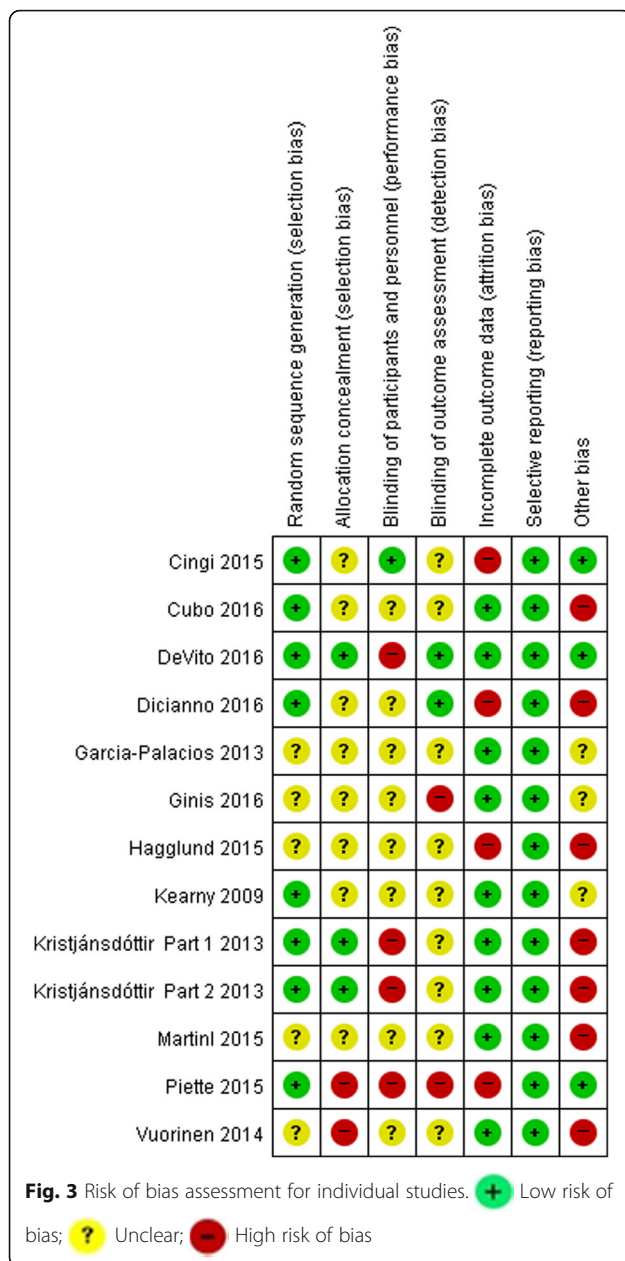 Random sequence generation (selection bias)
Allocation concealment (selection bias)
Blinding of participants and personnel (performance bias)
Blinding of outcome assessment (detection bias)
Incomplete outcome data (attrition bias)
Selective reporting (reporting bias)
Other bias
Cingi 2015 + ? + ? - + +
Cubo 2016 + ? ? ? + + -
DeVito 2016 + + - + + + +
Dicianno 2016 + ? ? + - + -
Garcia-Palacios 2013 ? ? ? ? + + ?
Ginis 2016 ? ? ? - + + ?
Hagglund 2015 ? ? ? ? - + -
Kearny 2009 + ? ? ? + + ?
Kristjánsdóttir Part 1 2013 + + - ? + + -
Kristjánsdóttir Part 2 2013 + + - ? + + -
Martinl 2015 ? ? ? ? + + -
Piette 2015 + - - - - + +
Vuorinen 2014 ? - ? ? + + -
Fig. 3 Risk of bias assessment for individual studies. + Low risk of
bias; ? Unclear; - High risk of bias